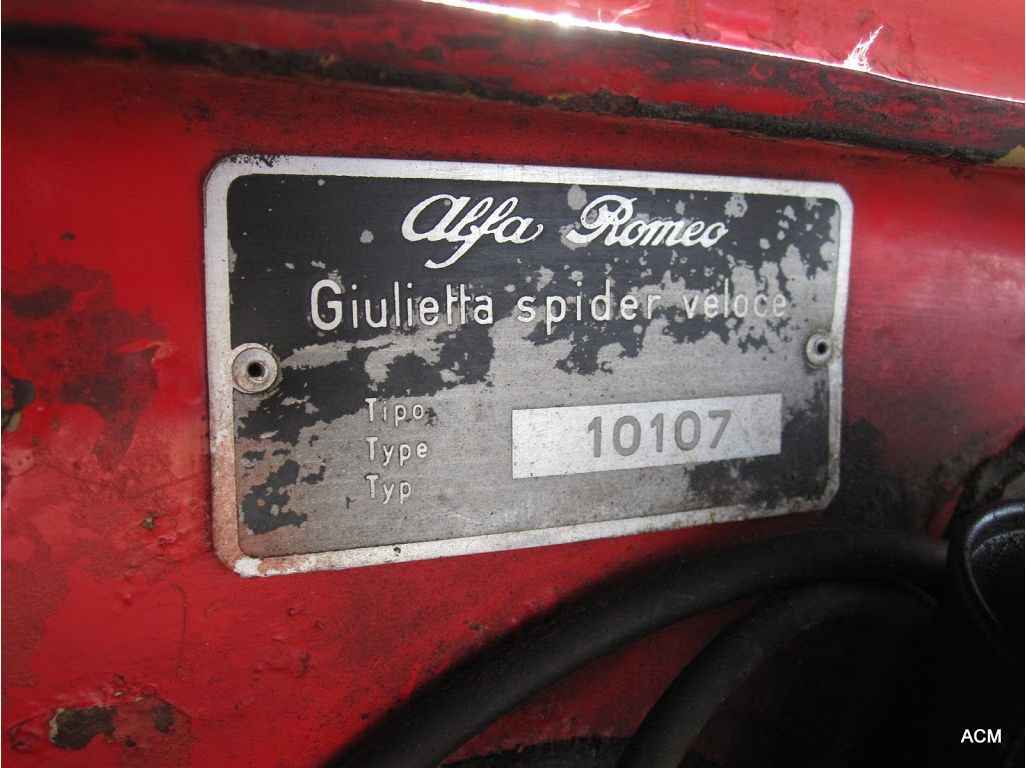 Alfa Romeo
Giulietta spider veloce
Tipo
Type 10107
Typ
ACM